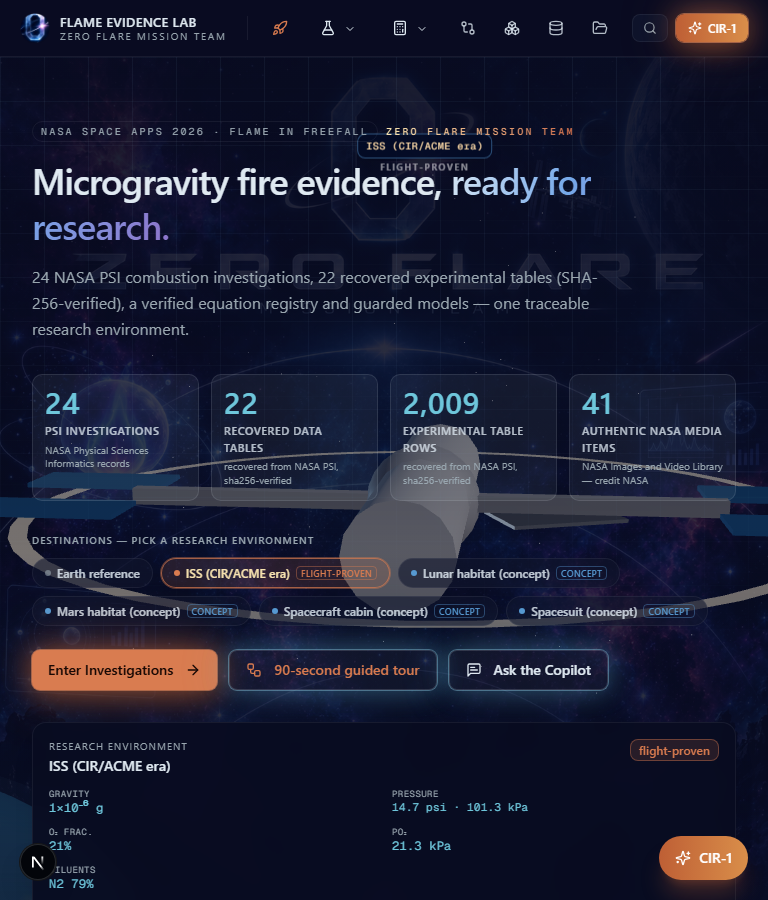 FLAME EVIDENCE LAB
ZERO FLARE MISSION TEAM
CIR-1
NASA SPACE APPS 2026 · FLAME IN FREEFALL
ZERO FLARE MISSION TEAM
ISS (CIR/ACME era)
FLIGHT-PROVEN
Microgravity fire evidence, ready for
research.
ZERO FLARE
24 NASA PSI combustion investigations, 22 recovered experimental tables (SHA-
256-verified), a verified equation registry and guarded models — one traceable
research environment.
24
PSI INVESTIGATIONS
NASA Physical Sciences
Informatics records
22
RECOVERED DATA
TABLES
recovered from NASA PSI,
sha256-verified
2,009
EXPERIMENTAL TABLE
ROWS
recovered from NASA PSI,
sha256-verified
41
AUTHENTIC NASA MEDIA
ITEMS
NASA Images and Video Library
— credit NASA
DESTINATIONS — PICK A RESEARCH ENVIRONMENT
Earth reference
ISS (CIR/ACME era) FLIGHT-PROVEN
Lunar habitat (concept) CONCEPT
Mars habitat (concept) CONCEPT
Spacecraft cabin (concept) CONCEPT
Spacesuit (concept) CONCEPT
Enter Investigations
90-second guided tour
Ask the Copilot
RESEARCH ENVIRONMENT
ISS (CIR/ACME era)
flight-proven
GRAVITY
1×10⁻⁶ g
PRESSURE
14.7 psi · 101.3 kPa
O₂ FRAC.
21%
PO₂
21.3 kPa
ILUENTS
N2 79%
N
CIR-1